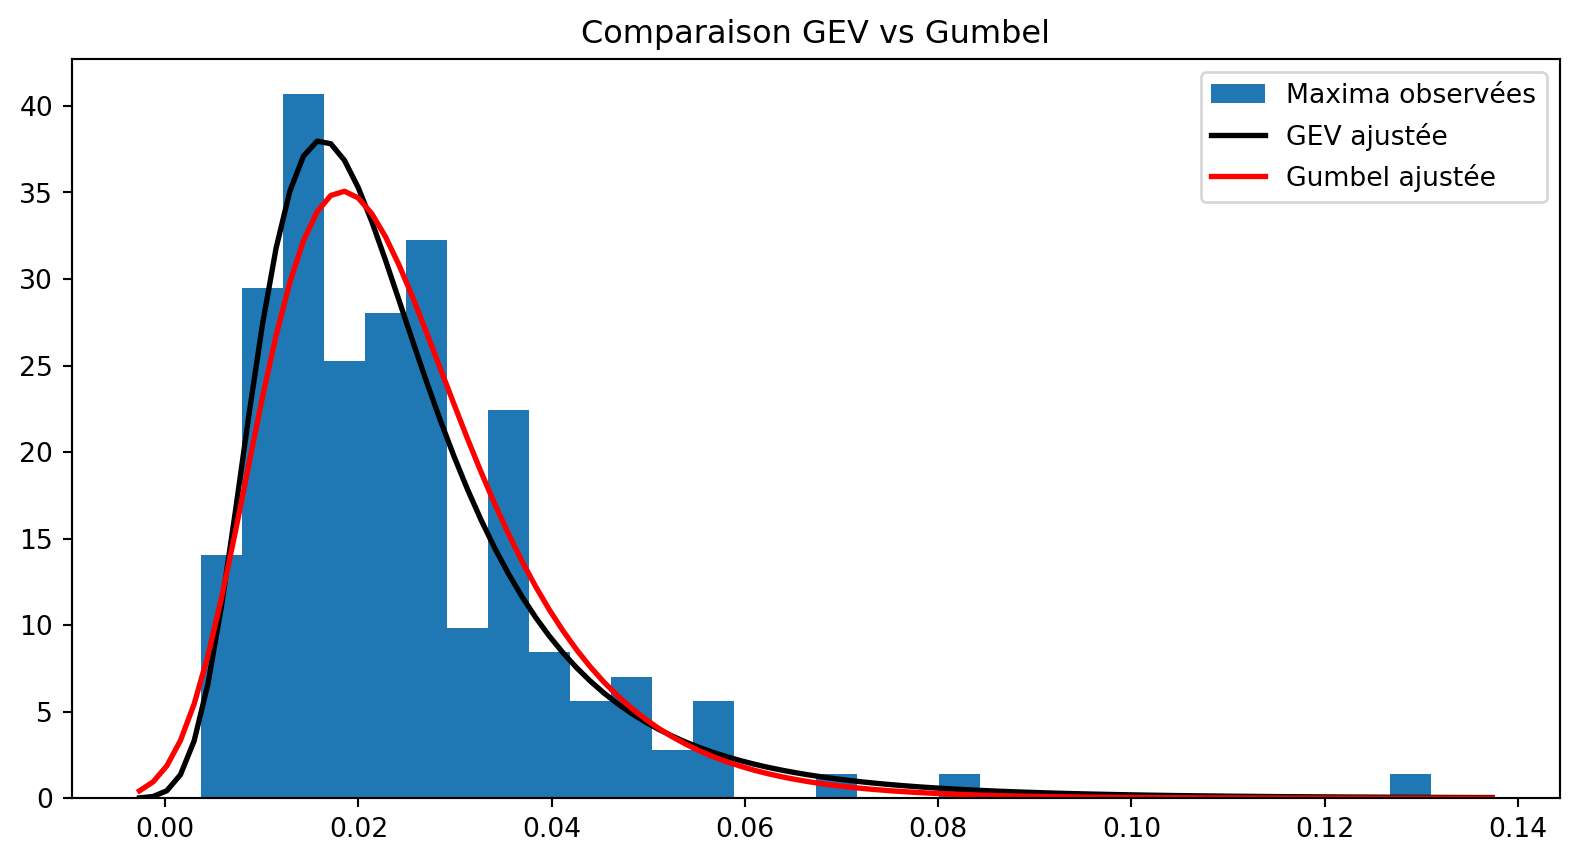 Comparaison GEV vs Gumbel
Maxima observées
GEV ajustée
Gumbel ajustée
40
35
30
25
20
15
10
5
0
0.00 0.02 0.04 0.06 0.08 0.10 0.12 0.14